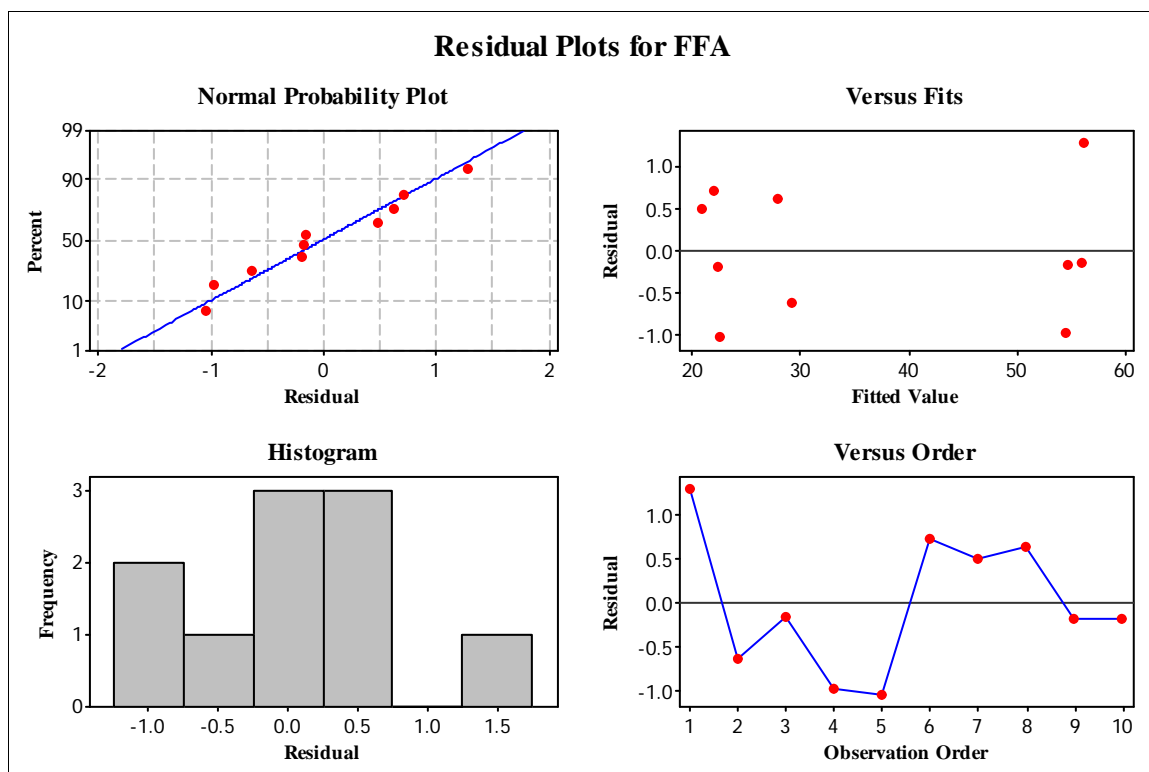 Residual Plots for FFA
Normal Probability Plot
99
90
50
10
1
Percent
-2 -1 0 1 2
Residual
Versus Fits
1.0
0.5
0.0
-0.5
-1.0
Residual
20 30 40 50 60
Fitted Value
Histogram
3
2
1
0
Frequency
-1.0 -0.5 0.0 0.5 1.0 1.5
Residual
Versus Order
1.0
0.5
0.0
-0.5
-1.0
Residual
1 2 3 4 5 6 7 8 9 10
Observation Order